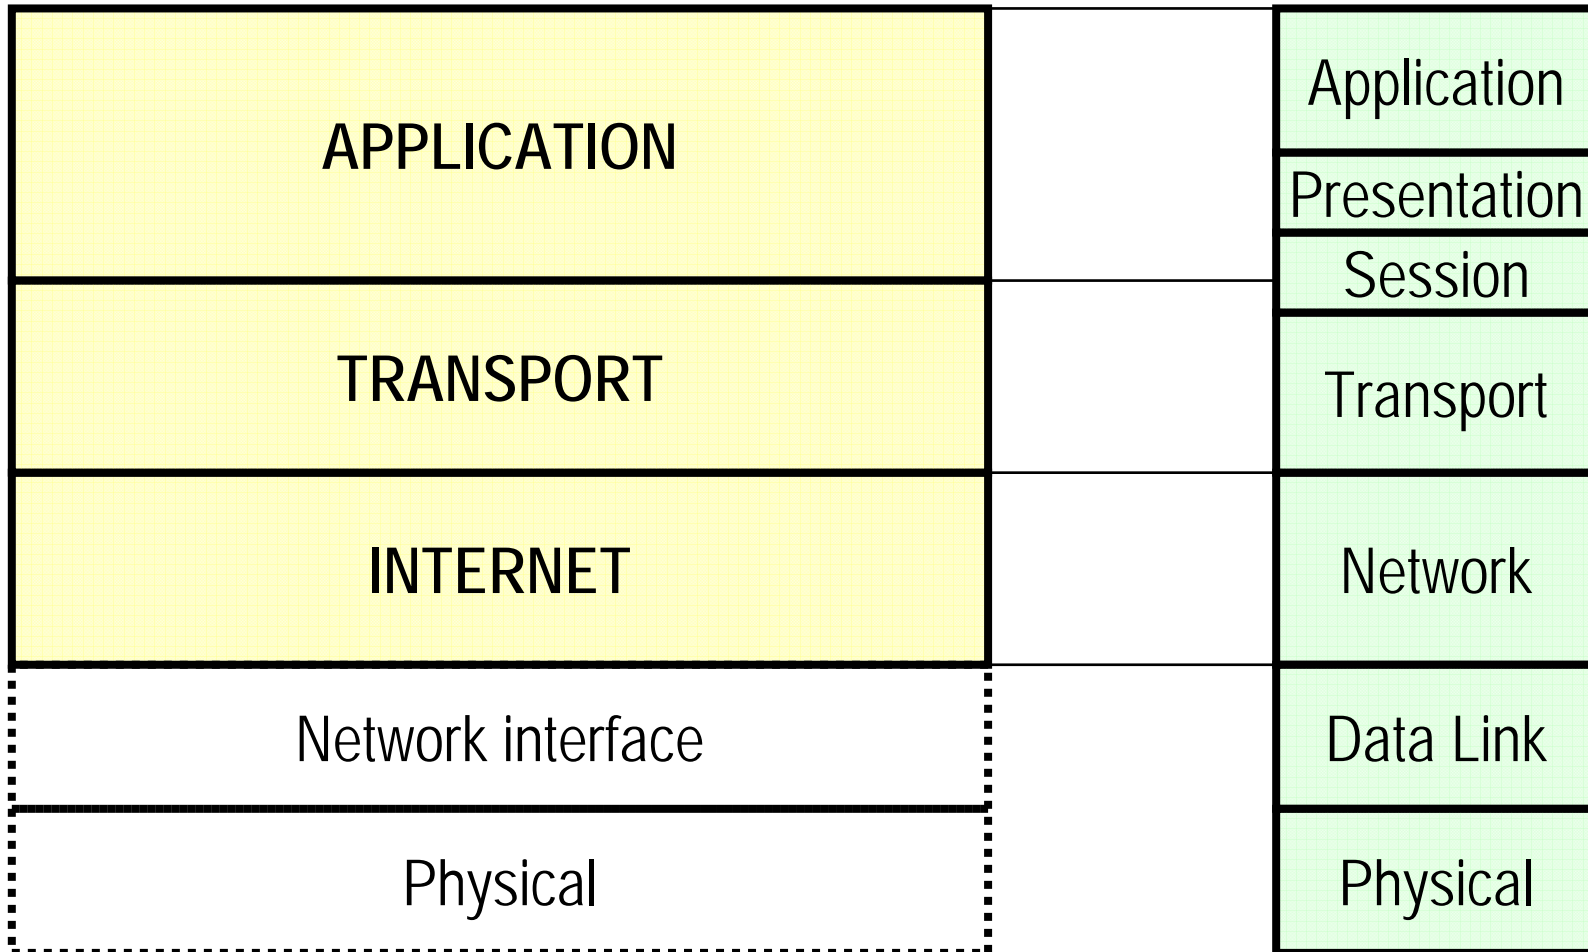 APPLICATION
TRANSPORT
INTERNET
Network interface
Physical
Application
Presentation
Session
Transport
Network
Data Link
Physical